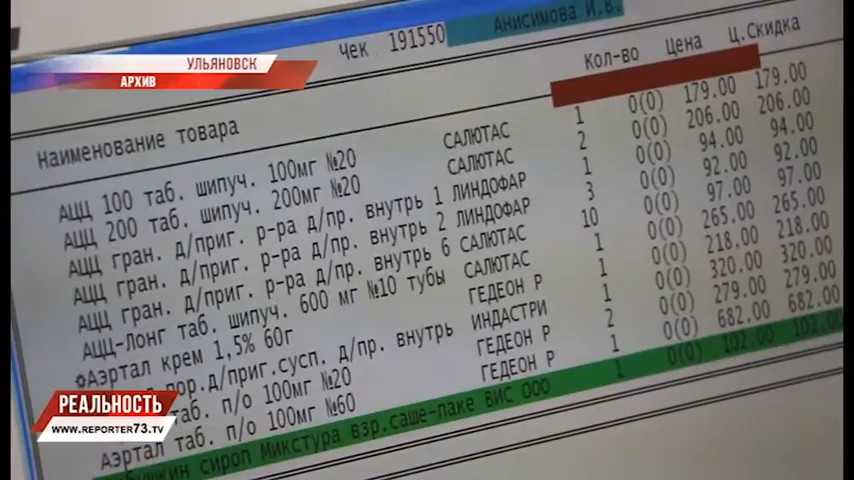 Чек 191550 Анисимова И.В.
УЛЬЯНОВСК
АРХИВ
Наименование товара Кол-во Цена Ц.Скидка
АЦЦ 100 таб. шипуч. 100мг №20 САЛЮТАС 1 0(0) 179.00 179.00
АЦЦ 200 таб. шипуч. 200мг №20 САЛЮТАС 2 0(0) 206.00 206.00
АЦЦ гран. д/приг. р-ра д/пр. внутрь 1 ЛИНДОФАР 1 0(0) 94.00 94.00
АЦЦ гран. д/приг. р-ра д/пр. внутрь 2 ЛИНДОФАР 3 0(0) 92.00 92.00
АЦЦ гран. д/приг. р-ра д/пр. внутрь 6 САЛЮТАС 10 0(0) 97.00 97.00
АЦЦ-Лонг таб. шипуч. 600 мг №10 тубы САЛЮТАС 1 0(0) 265.00 265.00
Аэртал крем 1,5% 60г ГЕДЕОН Р 1 0(0) 218.00 218.00
пор.д/приг.сусп. д/пр. внутрь ИНДАСТРИ 1 0(0) 320.00 320.00
таб. п/о 100мг №20 ГЕДЕОН Р 2 0(0) 279.00 279.00
Аэртал таб. п/о 100мг №60 ГЕДЕОН Р 1 0(0) 682.00 682.00
сироп Микстура взр.саше-паке ВИС ООО 1 0(0) 102.00 102.00
РЕАЛЬНОСТЬ
WWW.REPORTER73.TV